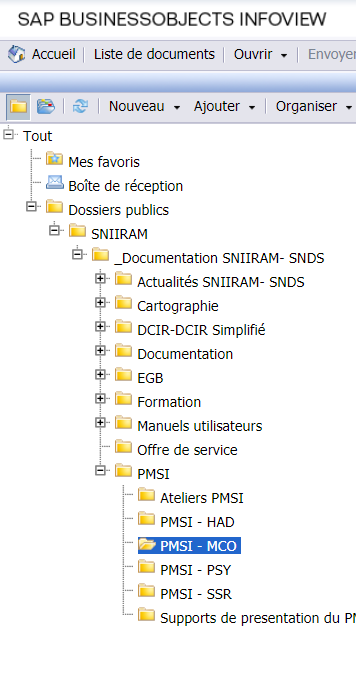 SAP BUSINESSOBJECTS INFOVIEW
Accueil Liste de documents Ouvrir Envoyer
Nouveau Ajouter Organiser
Tout
Mes favoris
Boîte de réception
Dossiers publics
SNIIRAM
_Documentation SNIIRAM- SNDS
Actualités SNIIRAM- SNDS
Cartographie
DCIR-DCIR Simplifié
Documentation
EGB
Formation
Manuels utilisateurs
Offre de service
PMSI
Ateliers PMSI
PMSI - HAD
PMSI - MCO
PMSI - PSY
PMSI - SSR
Supports de presentation du